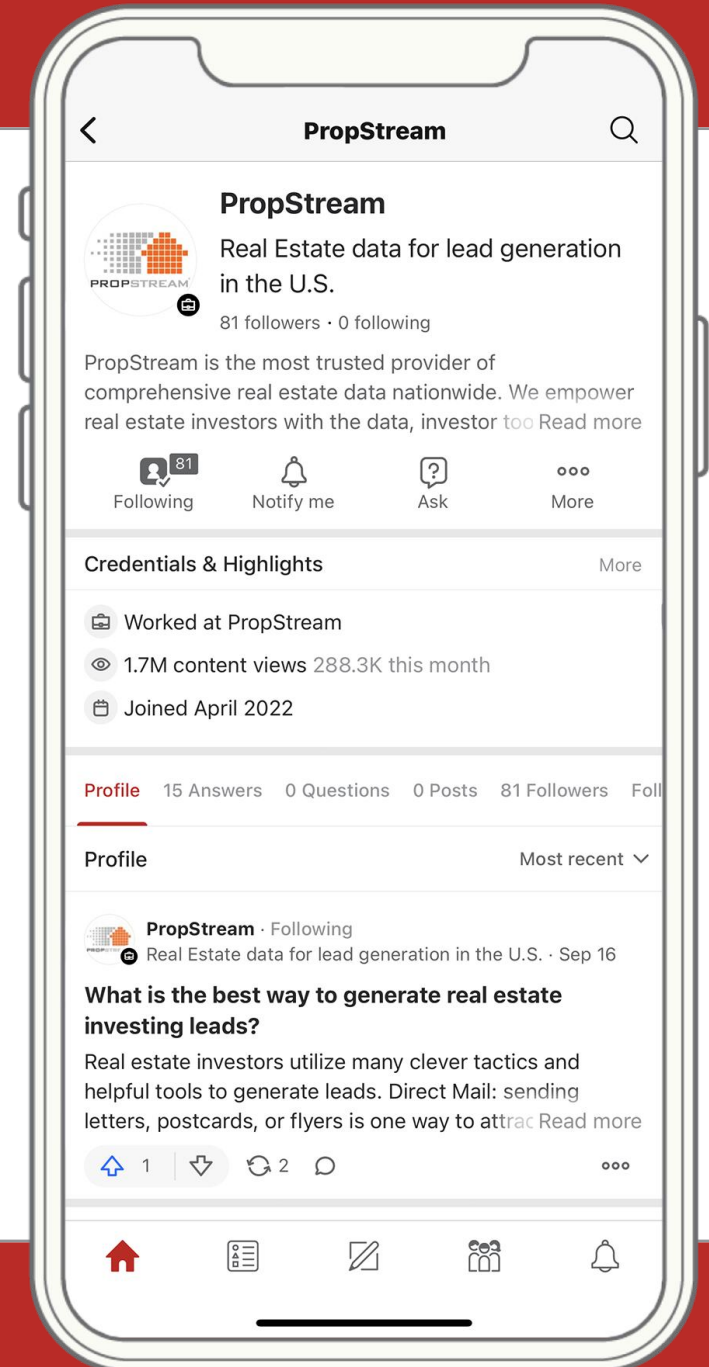 PropStream
PropStream
Real Estate data for lead generation
in the U.S.
81 followers · 0 following
PROPSTREAM
PropStream is the most trusted provider of
comprehensive real estate data nationwide. We empower
real estate investors with the data, investor too Read more
81
Following
Notify me
Ask
More
Credentials & Highlights
More
Worked at PropStream
1.7M content views 288.3K this month
Joined April 2022
Profile 15 Answers 0 Questions 0 Posts 81 Followers Foll
Profile
Most recent
PropStream · Following
Real Estate data for lead generation in the U.S. · Sep 16
What is the best way to generate real estate
investing leads?
Real estate investors utilize many clever tactics and
helpful tools to generate leads. Direct Mail: sending
letters, postcards, or flyers is one way to attrac Read more
1
2